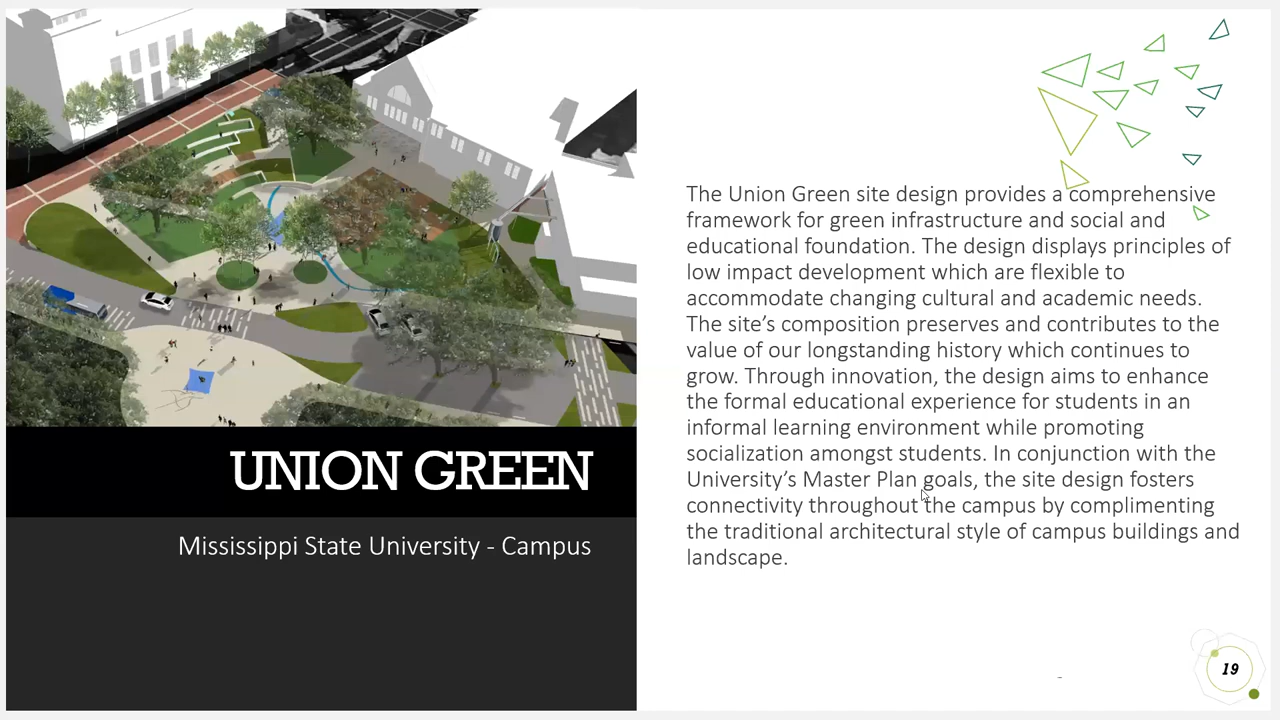 UNION GREEN
Mississippi State University - Campus
The Union Green site design provides a comprehensive
framework for green infrastructure and social and
educational foundation. The design displays principles of
low impact development which are flexible to
accommodate changing cultural and academic needs.
The site’s composition preserves and contributes to the
value of our longstanding history which continues to
grow. Through innovation, the design aims to enhance
the formal educational experience for students in an
informal learning environment while promoting
socialization amongst students. In conjunction with the
University’s Master Plan goals, the site design fosters
connectivity throughout the campus by complimenting
the traditional architectural style of campus buildings and
landscape.
19